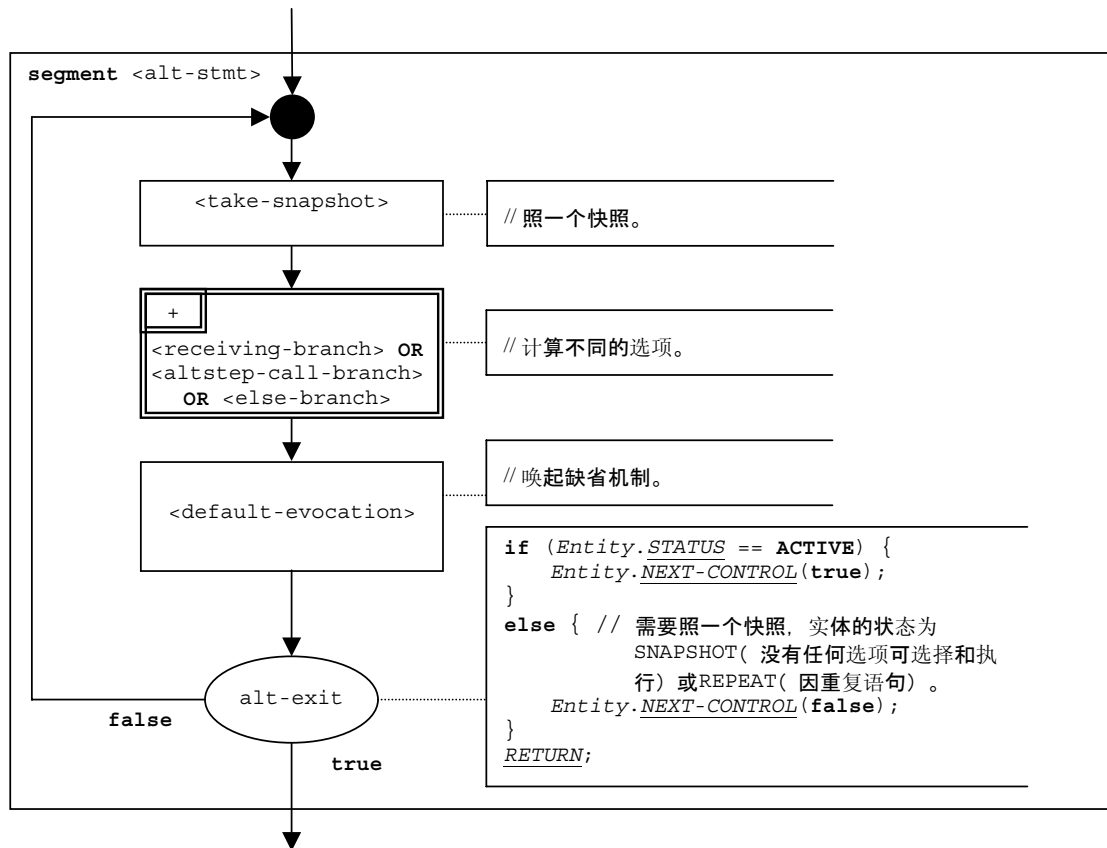 segment <alt-stmt>
<take-snapshot>
// 照一个快照。
+
<receiving-branch> OR
<altstep-call-branch>
OR <else-branch>
// 计算不同的选项。
<default-evocation>
// 唤起缺省机制。
if (Entity.STATUS == ACTIVE) {
Entity.NEXT-CONTROL(true);
}
else { // 需要照一个快照, 实体的状态为
SNAPSHOT( 没有任何选项可选择和执
行) 或REPEAT( 因重复语句) 。
Entity.NEXT-CONTROL(false);
}
RETURN;
alt-exit
false
true